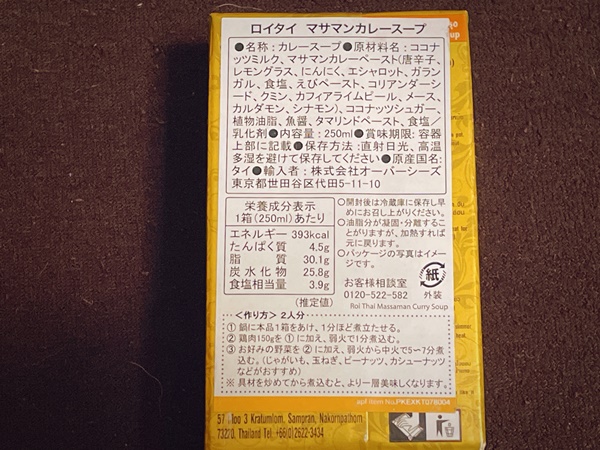 ロイタイ マサマンカレースープ
●名称：カレースープ●原材料名：ココナ
ッツミルク、マサマンカレーペースト(唐辛子、
レモングラス、にんにく、エシャロット、ガラン
ガル、食塩、えびペースト、コリアンダーシ
ード、クミン、カフィアライムピール、メース、
カルダモン、シナモン)、ココナッツシュガー、
植物油脂、魚醤、タマリンドペースト、食塩／
乳化剤●内容量：250ml●賞味期限：容器
上部に記載●保存方法：直射日光、高温
多湿を避けて保存してください●原産国名：
タイ●輸入者：株式会社オーバーシーズ
東京都世田谷区代田5-11-10
栄養成分表示
1箱(250ml)あたり
エネルギー 393kcal
たんぱく質 4.5g
脂質 30.1g
炭水化物 25.8g
食塩相当量 3.9g
(推定値)
○開封後は冷蔵庫に保存し早
めにお召し上がりください。
○油脂分が凝固・分離すること
がありますが、加熱すれば
元に戻ります。
○パッケージの写真はイメー
ジです。
お客様相談室
0120-522-582
紙
外装
Roi Thai Massaman Curry Soup
＜作り方＞ 2人分
① 鍋に本品1箱をあけ、1分ほど煮立たせる。
② 鶏肉150gを ① に加え、弱火で1分煮込む。
③ お好みの野菜を ② に加え、弱火から中火で5〜7分煮
込む。(じゃがいも、玉ねぎ、ピーナッツ、カシューナッツ
などがおすすめ)
※ 具材を炒めてから煮込むと、より一層美味しくなります。
apf Item No.PKEXKT078004
57 Moo 3 Kratumlom, Sampran, Nakornpathom
73220, Thailand Tel. +66(0)2622-3434